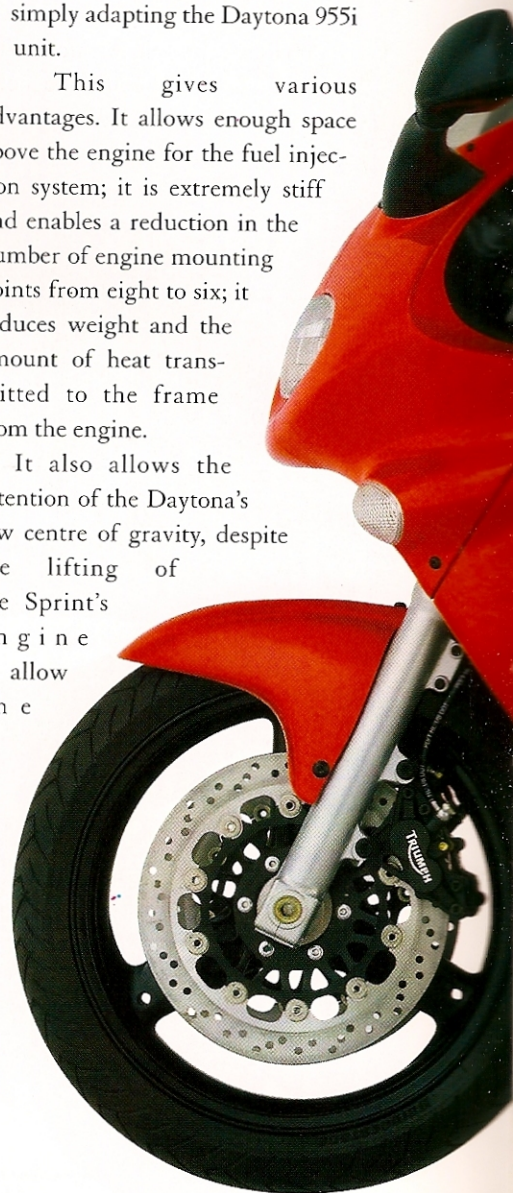 simply adapting the Daytona 955i
unit.
This gives various
dvantages. It allows enough space
bove the engine for the fuel injec-
on system; it is extremely stiff
nd enables a reduction in the
umber of engine mounting
oints from eight to six; it
duces weight and the
mount of heat trans-
itted to the frame
om the engine.
It also allows the
tention of the Daytona's
w centre of gravity, despite
e lifting of
e Sprint's
ngine
allow
n e
TRIUMPH